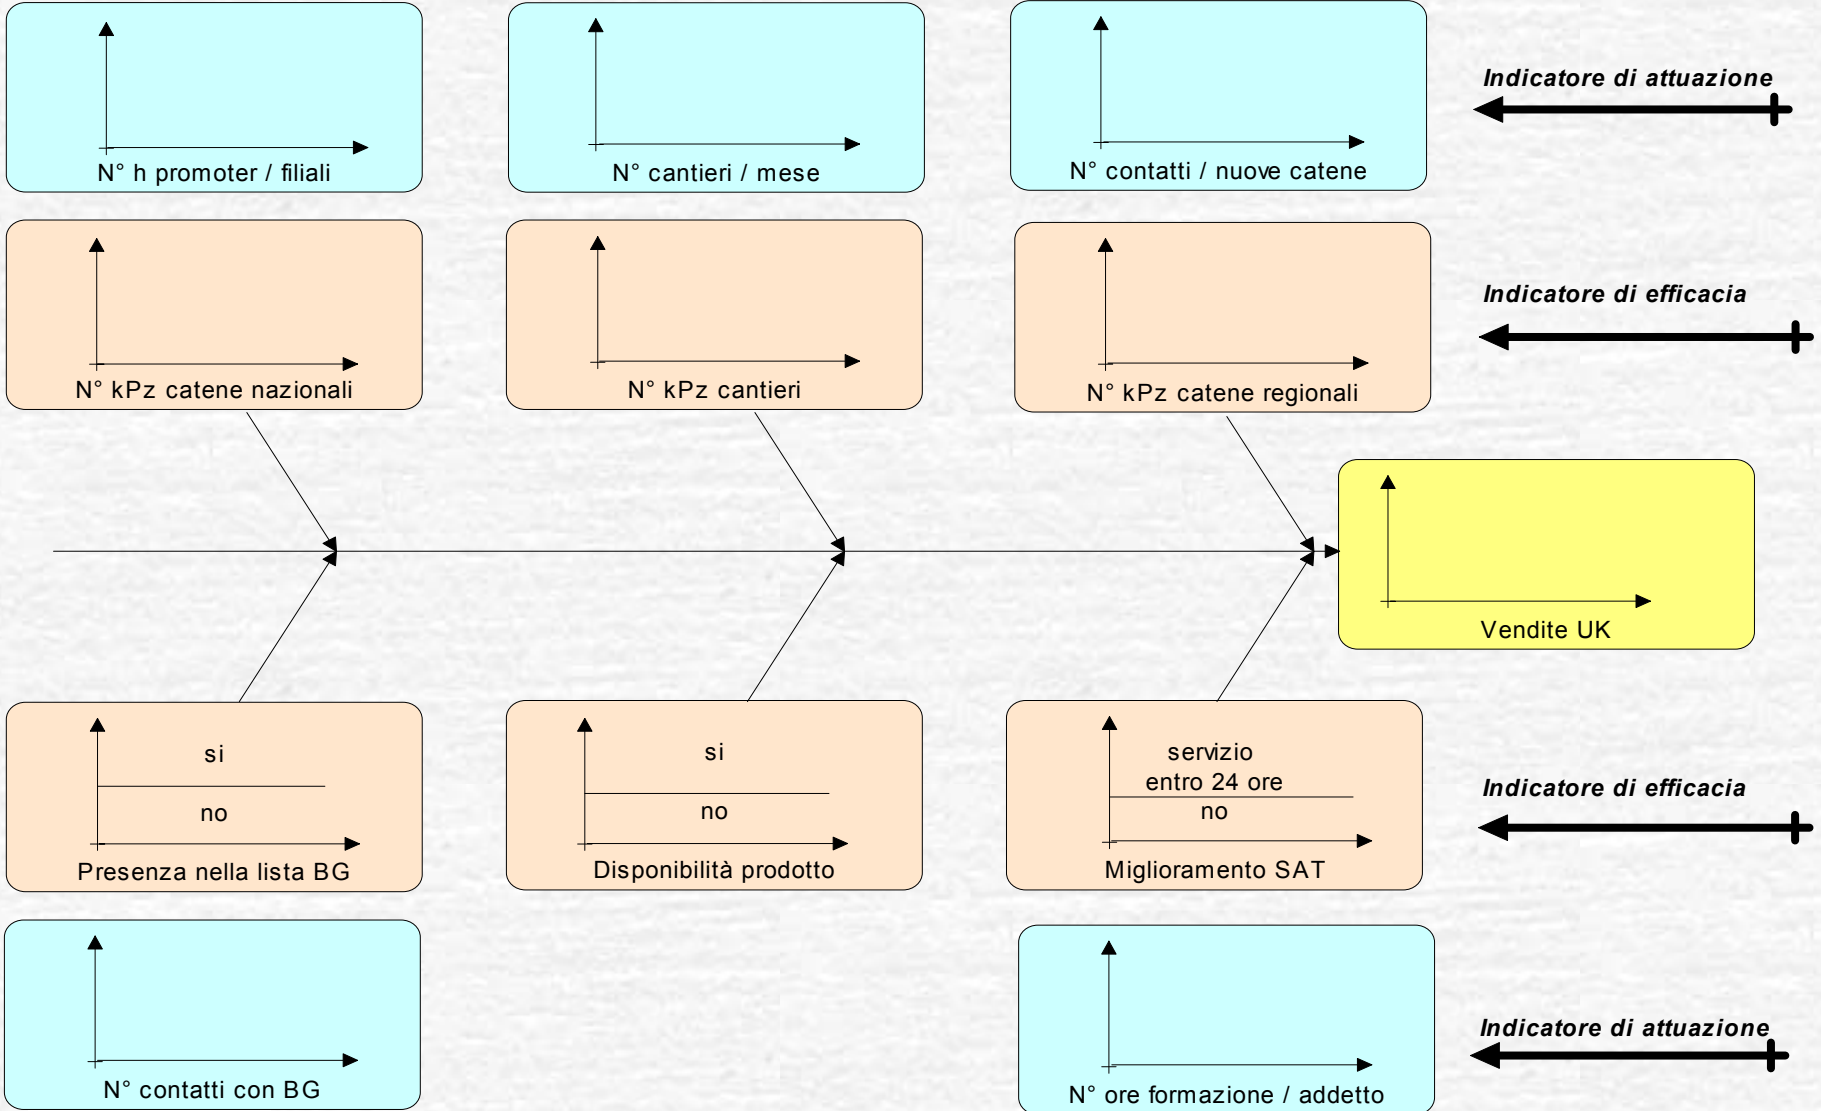 Indicatore di attuazione
N° h promoter / filiali
N° cantieri / mese
N° contatti / nuove catene
Indicatore di efficacia
N° kPz catene nazionali
N° kPz cantieri
N° kPz catene regionali
Vendite UK
si
no
Presenza nella lista BG
si
no
Disponibilità prodotto
servizio
entro 24 ore
no
Miglioramento SAT
Indicatore di efficacia
N° contatti con BG
N° ore formazione / addetto
Indicatore di attuazione